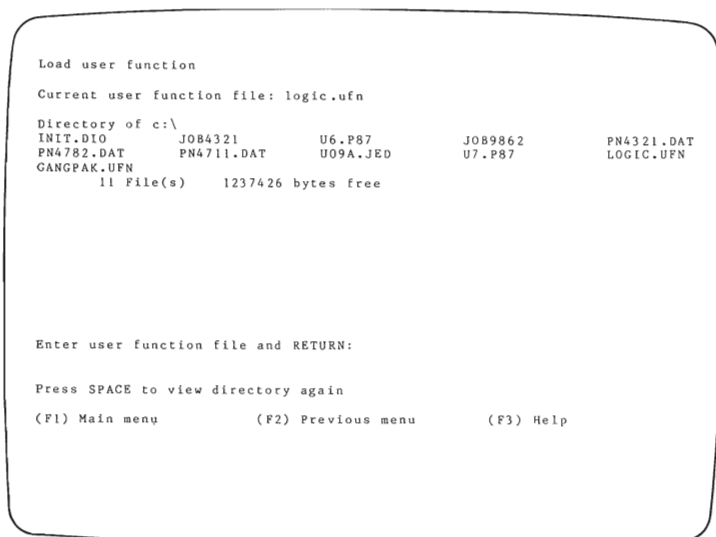 Load user function
Current user function file: logic.ufn
Directory of c:\
INIT.DIO JOB4321 U6.P87 JOB9862 PN4321.DAT
PN4782.DAT PN4711.DAT U09A.JED U7.P87 LOGIC.UFN
GANGPAK.UFN
11 File(s) 1237426 bytes free
Enter user function file and RETURN:
Press SPACE to view directory again
(F1) Main menu (F2) Previous menu (F3) Help